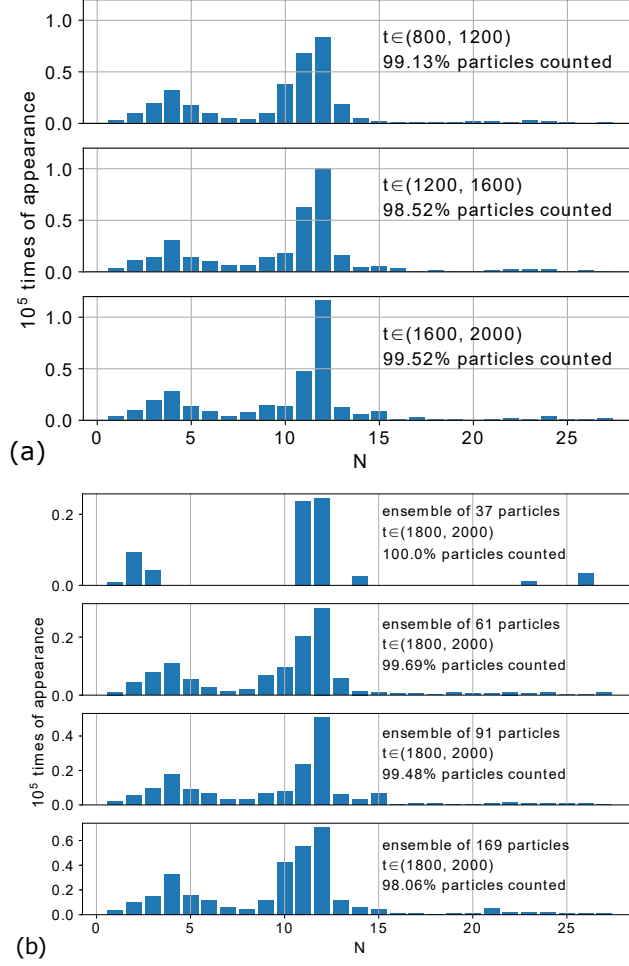 1.0
0.5
0.0
t∈(800, 1200)
99.13% particles counted
1.0
0.5
0.0
t∈(1200, 1600)
98.52% particles counted
1.0
0.5
0.0
t∈(1600, 2000)
99.52% particles counted
10⁵ times of appearance
0 5 10 15 20 25
N
(a)
0.2
0.0
ensemble of 37 particles
t∈(1800, 2000)
100.0% particles counted
0.2
0.0
ensemble of 61 particles
t∈(1800, 2000)
99.69% particles counted
0.4
0.2
0.0
ensemble of 91 particles
t∈(1800, 2000)
99.48% particles counted
0.6
0.4
0.2
0.0
ensemble of 169 particles
t∈(1800, 2000)
98.06% particles counted
10⁵ times of appearance
0 5 10 15 20 25
N
(b)